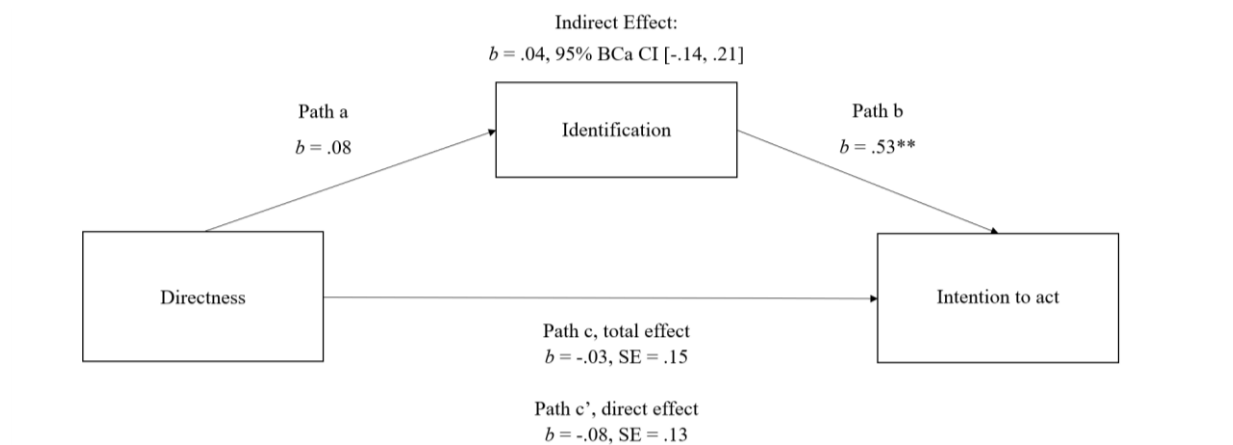 Indirect Effect:
b = .04, 95% BCa CI [-.14, .21]
Path a
b = .08
Identification
Path b
b = .53**
Directness
Intention to act
Path c, total effect
b = -.03, SE = .15
Path c’, direct effect
b = -.08, SE = .13